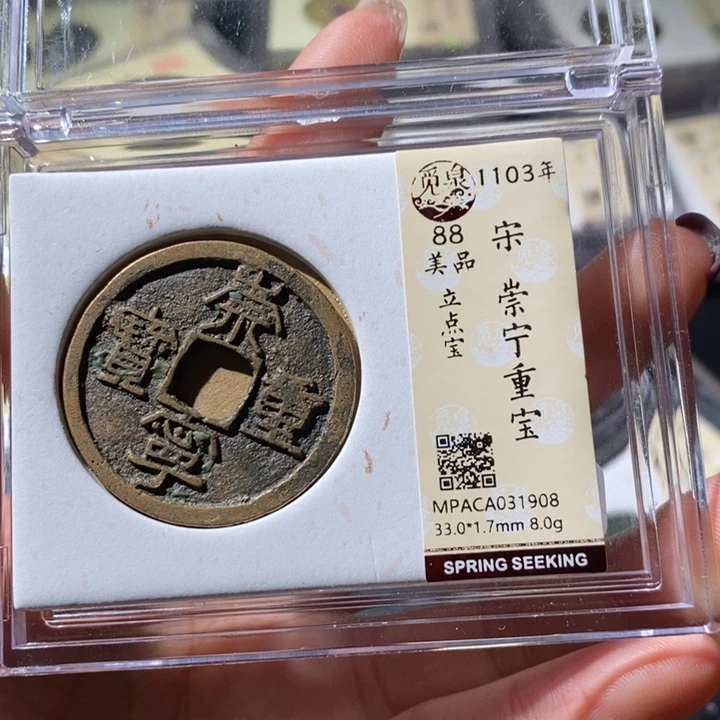 崇
寧
重
寶
觅泉
1103年
88
美品
立点宝
宋
崇宁重宝
MPACA031908
33.0*1.7mm 8.0g
SPRING SEEKING